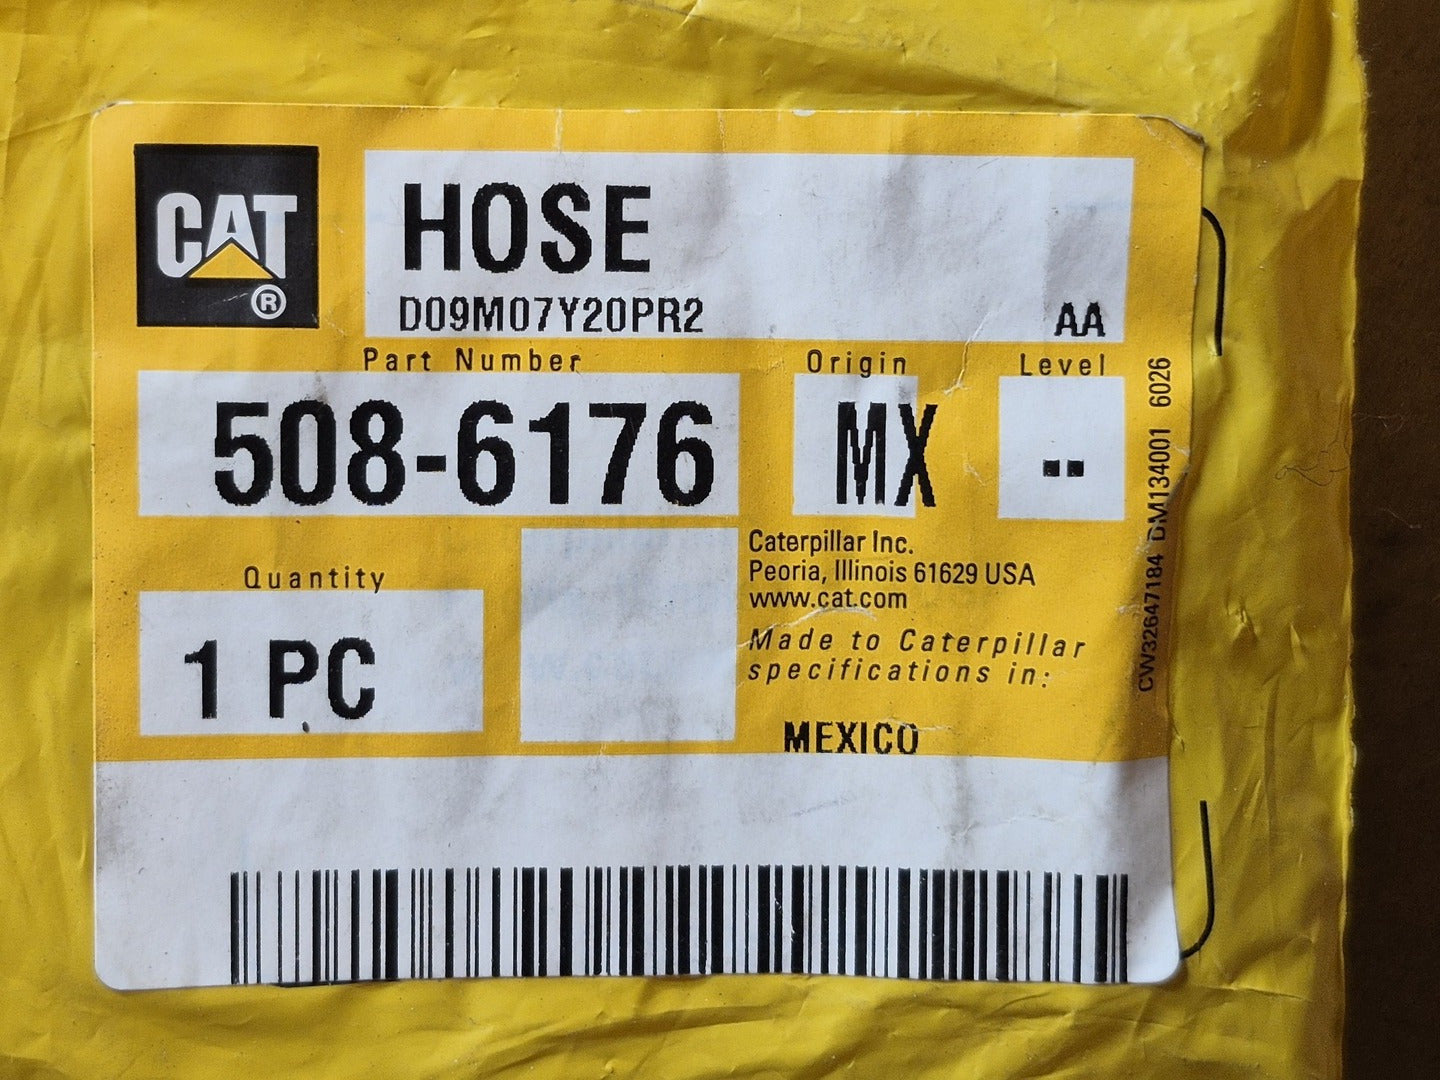 CAT
®
HOSE
D09M07Y20PR2
AA
Part Number
Origin
Level
508-6176
MX
--
Quantity
1 PC
Caterpillar Inc.
Peoria, Illinois 61629 USA
www.cat.com
Made to Caterpillar
specifications in:
MEXICO
CW32647184 DM134001 6026